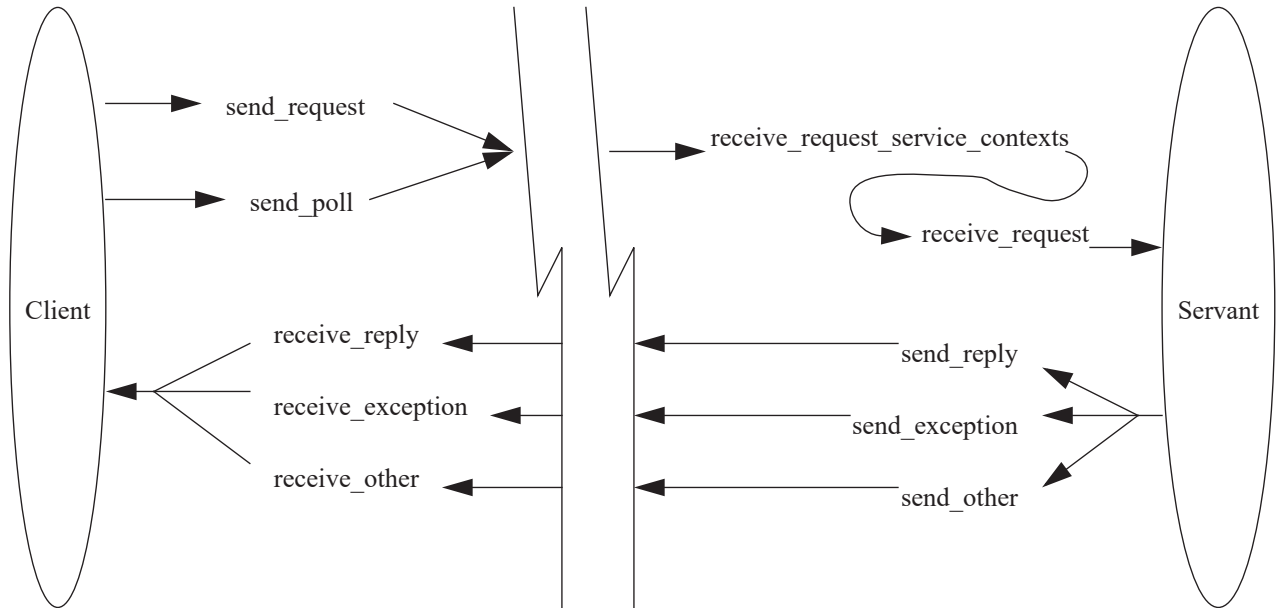 send_request
receive_request_service_contexts
send_poll
receive_request
Client
Servant
receive_reply
send_reply
receive_exception
send_exception
receive_other
send_other